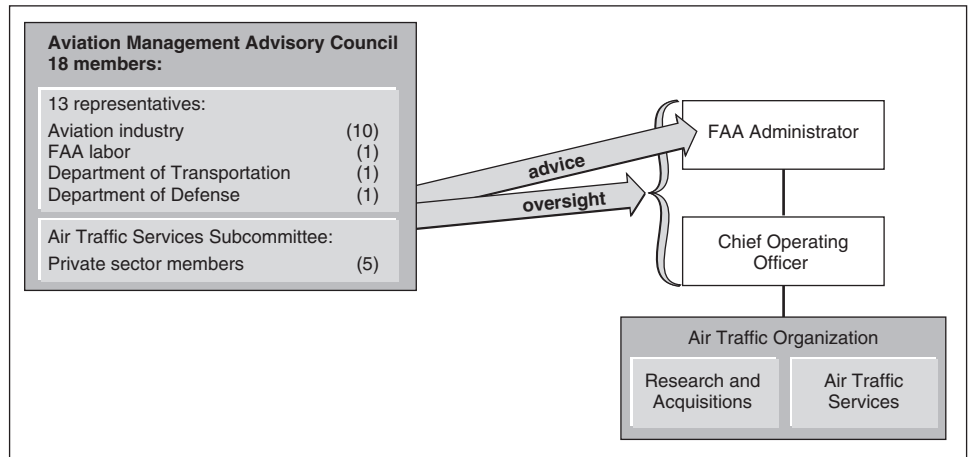 Aviation Management Advisory Council
18 members:
13 representatives:
Aviation industry (10)
FAA labor (1)
Department of Transportation (1)
Department of Defense (1)
Air Traffic Services Subcommittee:
Private sector members (5)
advice
oversight
FAA Administrator
Chief Operating
Officer
Air Traffic Organization
Research and
Acquisitions
Air Traffic
Services